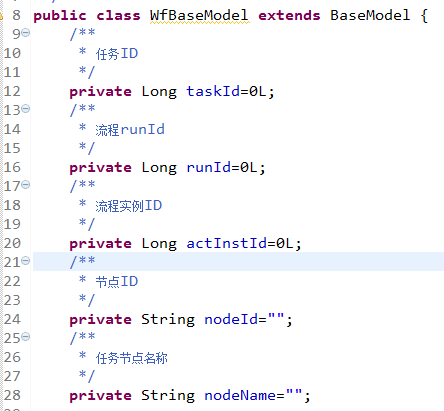 8 public class WfBaseModel extends BaseModel {
9 /**
10 * 任务ID
11 */
12 private Long taskId=0L;
13 /**
14 * 流程runId
15 */
16 private Long runId=0L;
17 /**
18 * 流程实例ID
19 */
20 private Long actInstId=0L;
21 /**
22 * 节点ID
23 */
24 private String nodeId="";
25 /**
26 * 任务节点名称
27 */
28 private String nodeName="";